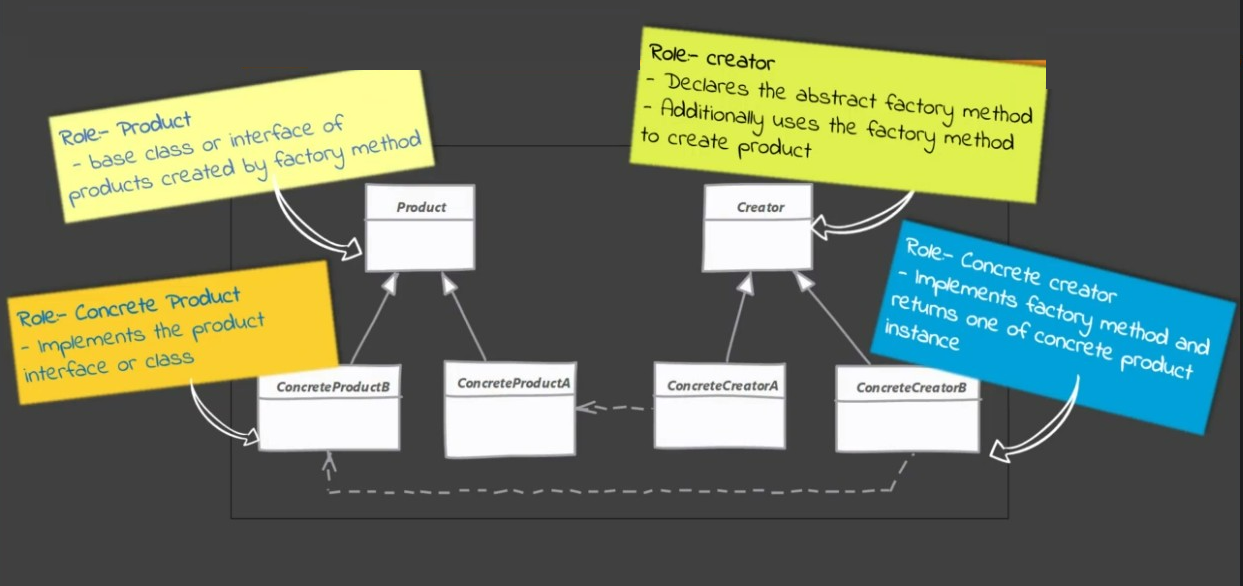 Role- Product
- base class or interface of
products created by factory method
Role- creator
- Declares the abstract factory method
- Additionally uses the factory method
to create product
Product
Creator
Role- Concrete Product
- Implements the product
interface or class
Role- Concrete creator
- Implements factory method and
returns one of concrete product
instance
ConcreteProductB
ConcreteProductA
ConcreteCreatorA
ConcreteCreatorB